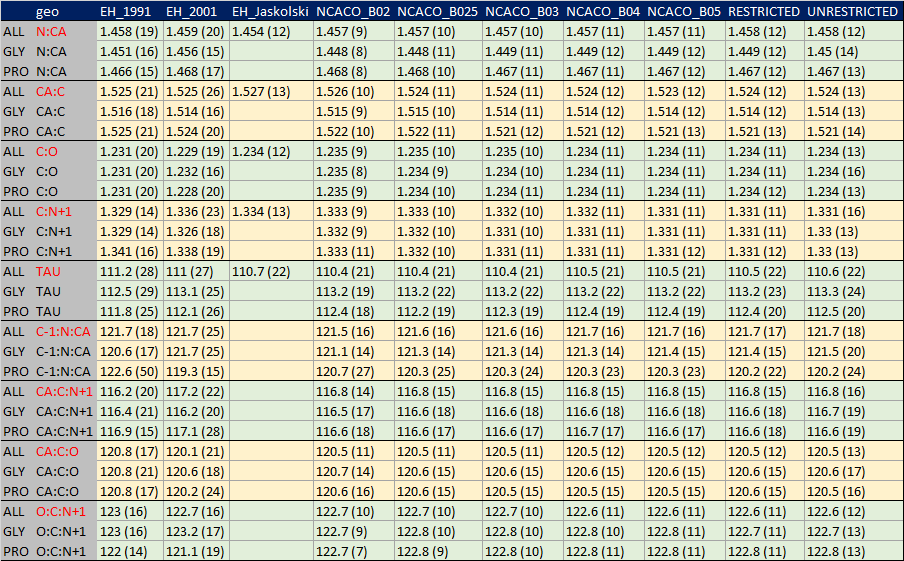 geo EH_1991 EH_2001 EH_Jaskolski NCACO_B02 NCACO_B025 NCACO_B03 NCACO_B04 NCACO_B05 RESTRICTED UNRESTRICTED
ALL N:CA 1.458 (19) 1.459 (20) 1.454 (12) 1.457 (9) 1.457 (10) 1.457 (10) 1.457 (11) 1.457 (11) 1.458 (12) 1.458 (12)
GLY N:CA 1.451 (16) 1.456 (15) 1.448 (8) 1.448 (11) 1.449 (11) 1.449 (11) 1.449 (12) 1.449 (12) 1.45 (14)
PRO N:CA 1.466 (15) 1.468 (17) 1.468 (8) 1.468 (10) 1.468 (11) 1.467 (11) 1.467 (12) 1.467 (12) 1.467 (13)
ALL CA:C 1.525 (21) 1.525 (26) 1.527 (13) 1.526 (10) 1.524 (11) 1.524 (11) 1.524 (12) 1.523 (12) 1.524 (12) 1.524 (13)
GLY CA:C 1.516 (18) 1.514 (16) 1.515 (9) 1.515 (10) 1.514 (11) 1.514 (12) 1.514 (12) 1.514 (12) 1.514 (13)
PRO CA:C 1.525 (21) 1.524 (20) 1.522 (10) 1.522 (11) 1.521 (12) 1.521 (12) 1.521 (13) 1.521 (13) 1.521 (14)
ALL C:O 1.231 (20) 1.229 (19) 1.234 (12) 1.235 (9) 1.235 (10) 1.235 (10) 1.234 (11) 1.234 (11) 1.234 (11) 1.234 (13)
GLY C:O 1.231 (20) 1.232 (16) 1.235 (8) 1.234 (9) 1.234 (10) 1.234 (11) 1.234 (11) 1.234 (11) 1.234 (16)
PRO C:O 1.231 (20) 1.228 (20) 1.235 (9) 1.235 (10) 1.234 (11) 1.234 (11) 1.234 (11) 1.234 (12) 1.234 (13)
ALL C:N+1 1.329 (14) 1.336 (23) 1.334 (13) 1.333 (9) 1.333 (10) 1.332 (10) 1.332 (11) 1.331 (11) 1.331 (11) 1.331 (16)
GLY C:N+1 1.329 (14) 1.326 (18) 1.332 (9) 1.332 (10) 1.331 (10) 1.331 (11) 1.331 (11) 1.331 (11) 1.33 (13)
PRO C:N+1 1.341 (16) 1.338 (19) 1.333 (11) 1.332 (10) 1.331 (11) 1.331 (11) 1.331 (12) 1.331 (12) 1.33 (13)
ALL TAU 111.2 (28) 111 (27) 110.7 (22) 110.4 (21) 110.4 (21) 110.4 (21) 110.5 (21) 110.5 (21) 110.5 (22) 110.6 (22)
GLY TAU 112.5 (29) 113.1 (25) 113.2 (19) 113.2 (22) 113.2 (22) 113.2 (22) 113.2 (22) 113.2 (23) 113.3 (24)
PRO TAU 111.8 (25) 112.1 (26) 112.4 (18) 112.2 (19) 112.3 (19) 112.4 (19) 112.4 (19) 112.4 (20) 112.5 (20)
ALL C-1:N:CA 121.7 (18) 121.7 (25) 121.5 (16) 121.6 (16) 121.6 (16) 121.7 (16) 121.7 (16) 121.7 (17) 121.7 (18)
GLY C-1:N:CA 120.6 (17) 121.7 (25) 121.1 (14) 121.3 (14) 121.3 (14) 121.3 (14) 121.4 (15) 121.4 (15) 121.5 (20)
PRO C-1:N:CA 122.6 (50) 119.3 (15) 120.7 (27) 120.3 (25) 120.3 (24) 120.3 (23) 120.3 (23) 120.2 (22) 120.2 (24)
ALL CA:C:N+1 116.2 (20) 117.2 (22) 116.8 (14) 116.8 (15) 116.8 (15) 116.8 (15) 116.8 (15) 116.8 (15) 116.8 (16)
GLY CA:C:N+1 116.4 (21) 116.2 (20) 116.5 (17) 116.6 (18) 116.6 (18) 116.6 (18) 116.6 (18) 116.6 (18) 116.7 (19)
PRO CA:C:N+1 116.9 (15) 117.1 (28) 116.6 (18) 116.6 (17) 116.6 (17) 116.7 (17) 116.6 (17) 116.6 (18) 116.6 (19)
ALL CA:C:O 120.8 (17) 120.1 (21) 120.5 (11) 120.5 (11) 120.5 (11) 120.5 (12) 120.5 (12) 120.5 (12) 120.5 (13)
GLY CA:C:O 120.8 (21) 120.6 (18) 120.7 (14) 120.6 (15) 120.6 (15) 120.6 (15) 120.6 (15) 120.6 (15) 120.6 (17)
PRO CA:C:O 120.8 (17) 120.2 (24) 120.6 (16) 120.6 (15) 120.5 (15) 120.5 (15) 120.5 (15) 120.6 (15) 120.5 (16)
ALL O:C:N+1 123 (16) 122.7 (16) 122.7 (10) 122.7 (10) 122.7 (10) 122.6 (11) 122.6 (11) 122.6 (11) 122.6 (12)
GLY O:C:N+1 123 (16) 123.2 (17) 122.7 (9) 122.8 (10) 122.8 (10) 122.8 (10) 122.7 (11) 122.7 (11) 122.7 (13)
PRO O:C:N+1 122 (14) 121.1 (19) 122.7 (7) 122.8 (9) 122.8 (10) 122.8 (11) 122.8 (11) 122.8 (11) 122.8 (13)